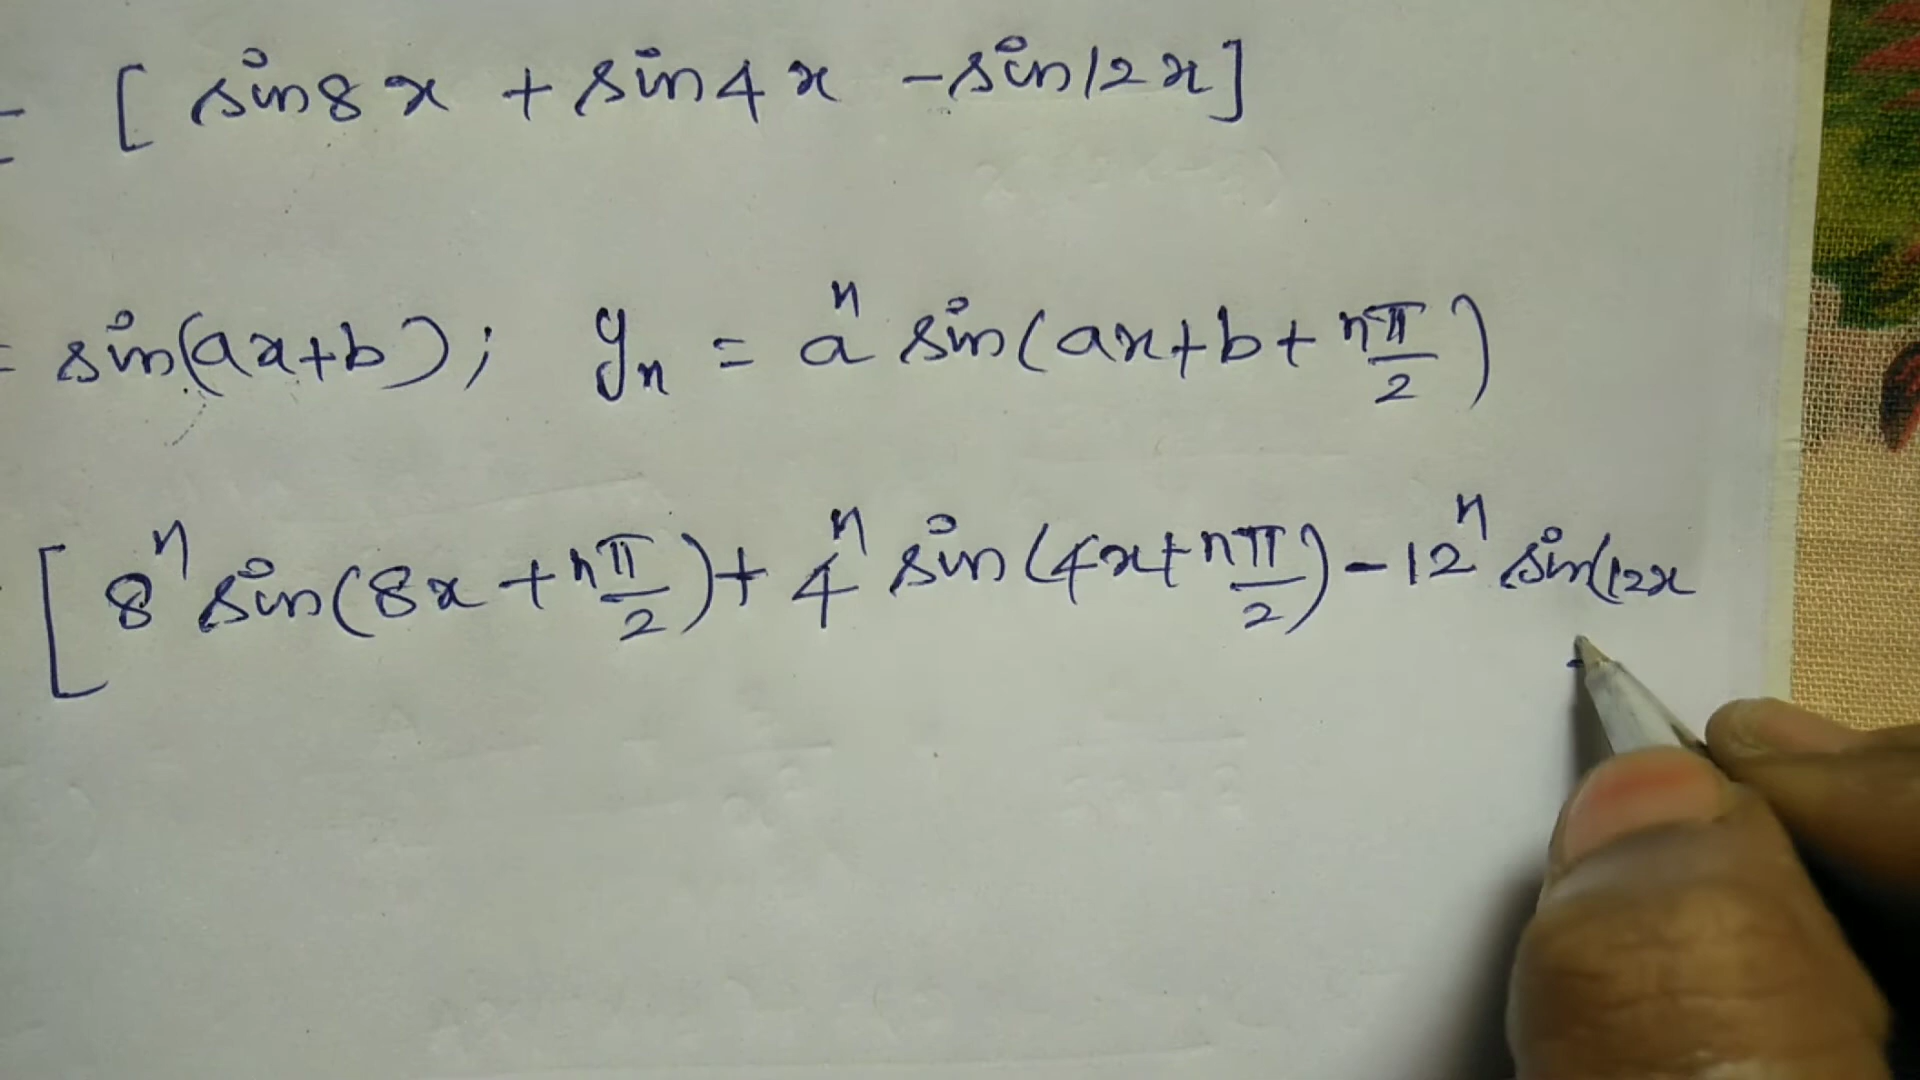 = [ sin8x + sin4x - sin12x ]
= sin(ax+b); yₙ = aⁿ sin(ax+b+ nπ/2)
[ 8ⁿ sin(8x + nπ/2) + 4ⁿ sin(4x + nπ/2) - 12ⁿ sin(12x